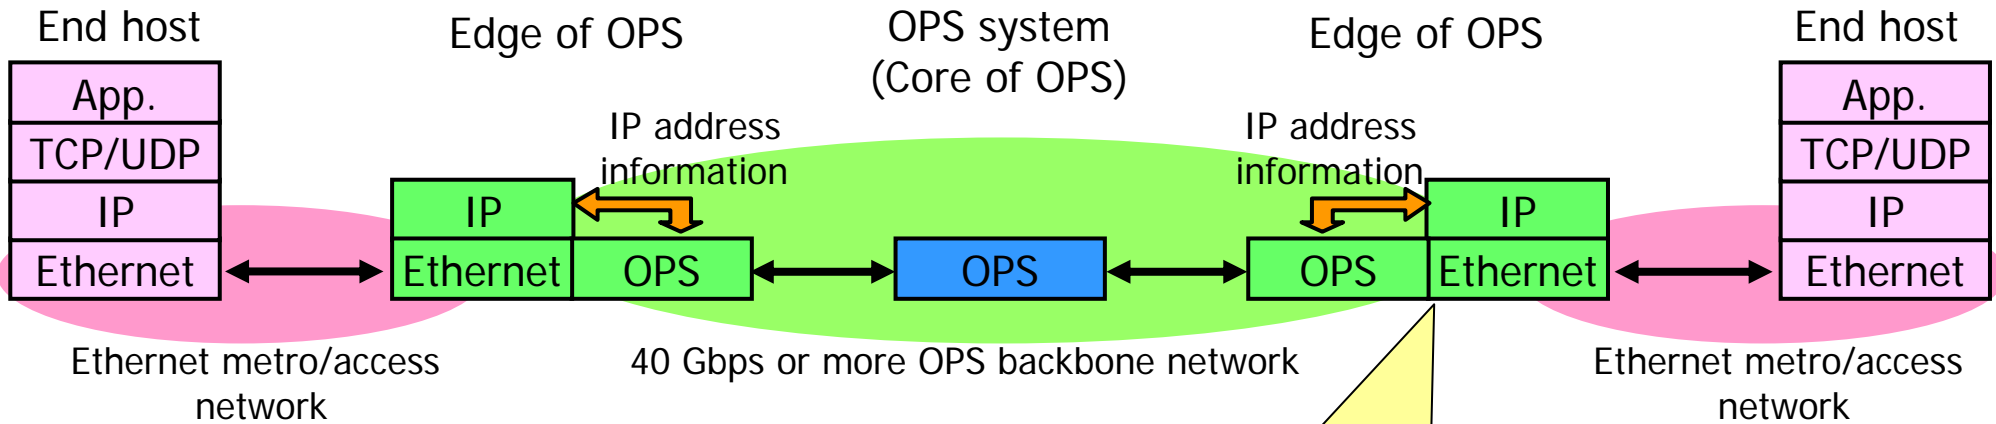 End host
Edge of OPS
OPS system
(Core of OPS)
Edge of OPS
End host
App.
TCP/UDP
IP
Ethernet
IP address
information
IP
Ethernet
OPS
OPS
IP address
information
IP
OPS
Ethernet
App.
TCP/UDP
IP
Ethernet
Ethernet metro/access
network
40 Gbps or more OPS backbone network
Ethernet metro/access
network